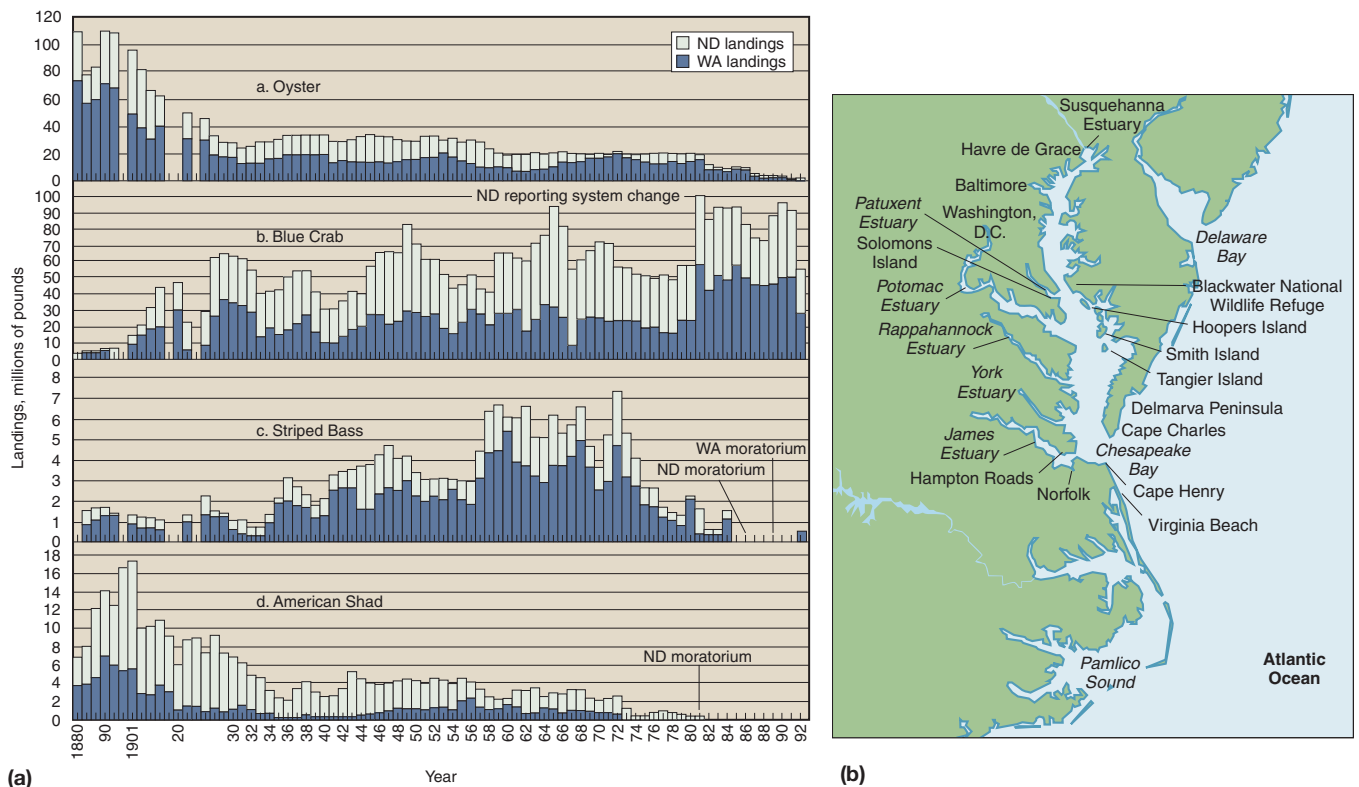 Landings, millions of pounds
120
100
80
60
40
20
0
ND landings
WA landings
a. Oyster
100
90
80
70
60
50
40
30
20
10
0
ND reporting system change
b. Blue Crab
8
7
6
5
4
3
2
1
0
c. Striped Bass
WA moratorium
ND moratorium
18
16
14
12
10
8
6
4
2
0
d. American Shad
ND moratorium
1880
90
1901
20
30
32
34
36
38
40
42
44
46
48
50
52
54
56
58
60
62
64
66
68
70
72
74
76
78
80
82
84
86
88
90
92
Year
(a)
Susquehanna
Estuary
Havre de Grace
Baltimore
Patuxent
Estuary
Washington,
D.C.
Solomons
Island
Potomac
Estuary
Rappahannock
Estuary
York
Estuary
James
Estuary
Hampton Roads
Norfolk
Delaware
Bay
Blackwater National
Wildlife Refuge
Hoopers Island
Smith Island
Tangier Island
Delmarva Peninsula
Cape Charles
Chesapeake
Bay
Cape Henry
Virginia Beach
Pamlico
Sound
Atlantic
Ocean
(b)